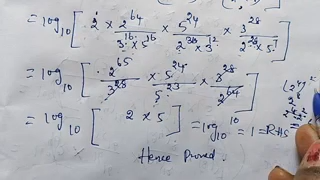 = log₁₀ [ 2 × 2^64 / 3^16 × 5^16 × 5^24 / 2^36 × 3^12 × 3^28 / 2^28 × 5^7 ]
= log₁₀ [ 2^65 / 3^28 × 5^24 / 5^23 × 3^28 / 2^64 ]
= log₁₀ [ 2 × 5 ] = log₁₀ 10 = 1 = RHS
Hence Proved.